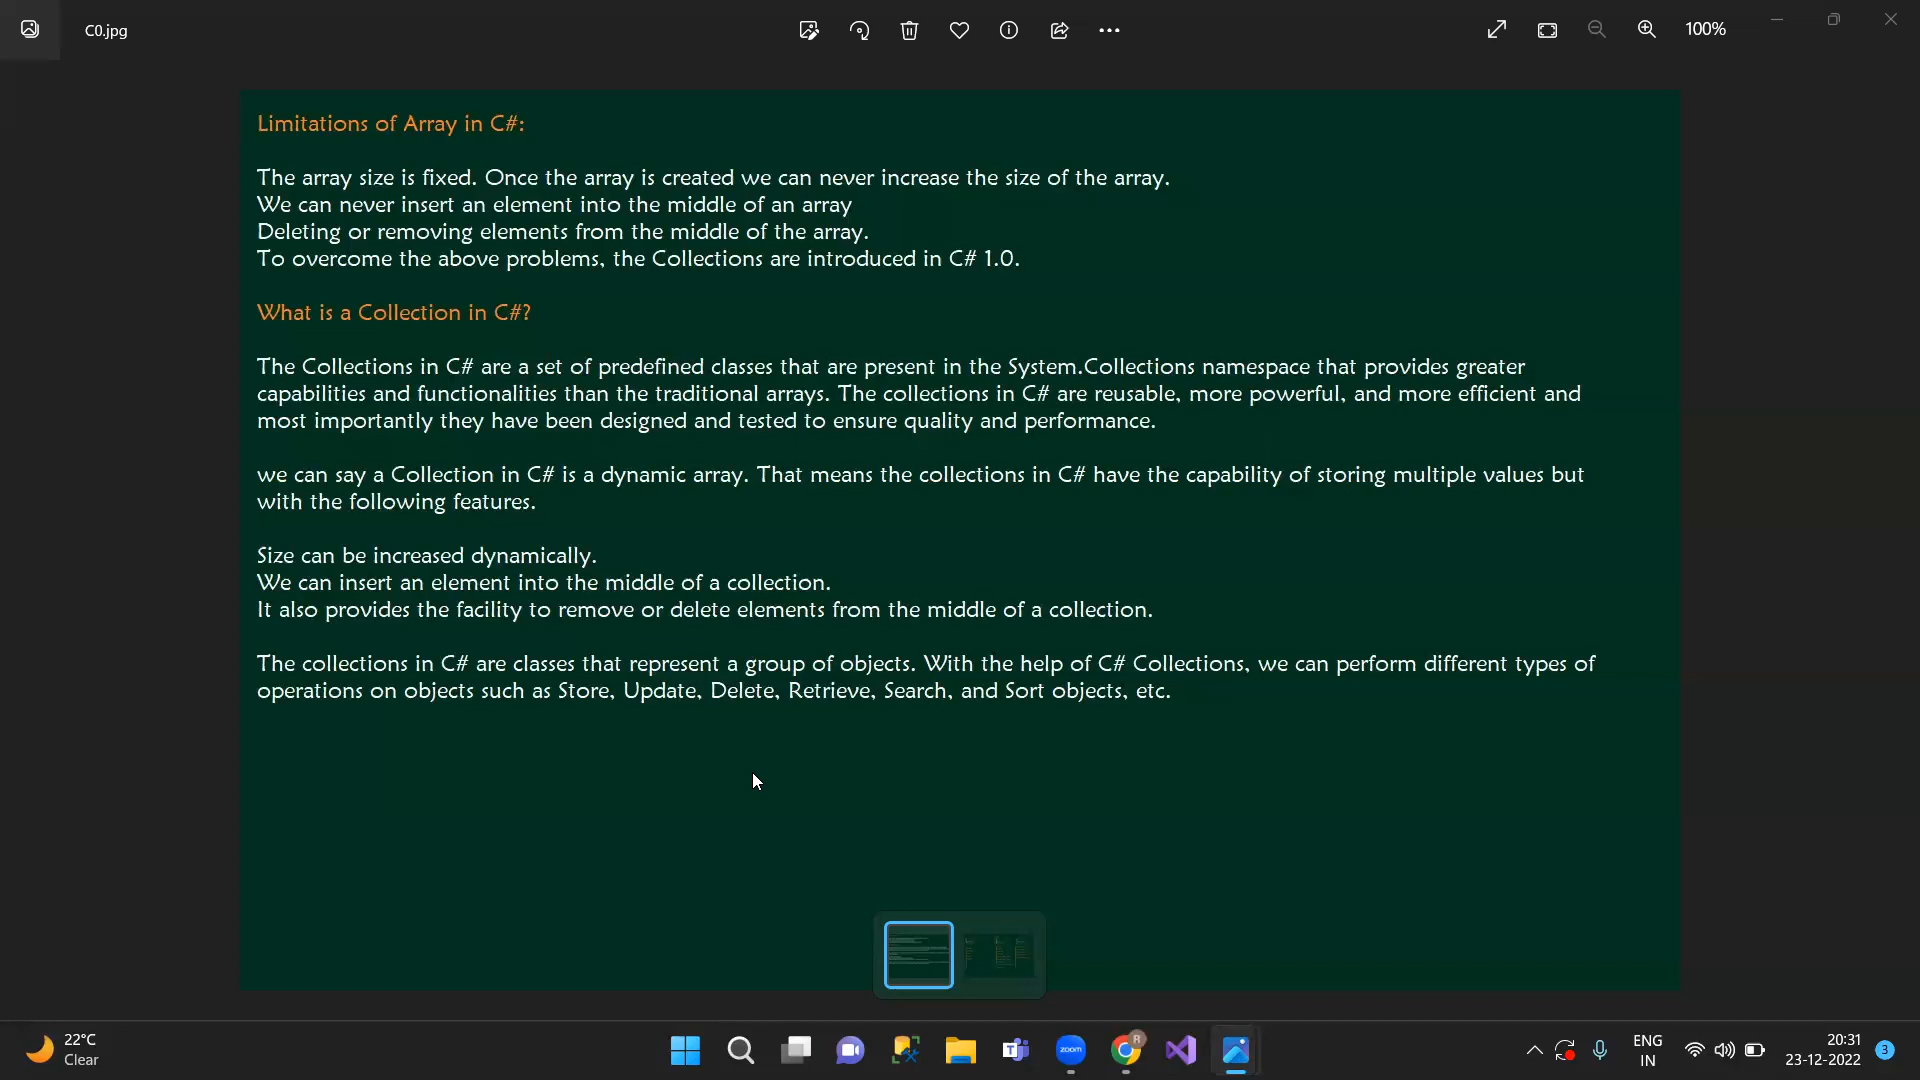 C0.jpg
100%
Limitations of Array in C#:
The array size is fixed. Once the array is created we can never increase the size of the array.
We can never insert an element into the middle of an array
Deleting or removing elements from the middle of the array.
To overcome the above problems, the Collections are introduced in C# 1.0.
What is a Collection in C#?
The Collections in C# are a set of predefined classes that are present in the System.Collections namespace that provides greater
capabilities and functionalities than the traditional arrays. The collections in C# are reusable, more powerful, and more efficient and
most importantly they have been designed and tested to ensure quality and performance.
we can say a Collection in C# is a dynamic array. That means the collections in C# have the capability of storing multiple values but
with the following features.
Size can be increased dynamically.
We can insert an element into the middle of a collection.
It also provides the facility to remove or delete elements from the middle of a collection.
The collections in C# are classes that represent a group of objects. With the help of C# Collections, we can perform different types of
operations on objects such as Store, Update, Delete, Retrieve, Search, and Sort objects, etc.
22°C
Clear
zoom
R
ENG
IN
20:31
23-12-2022
3